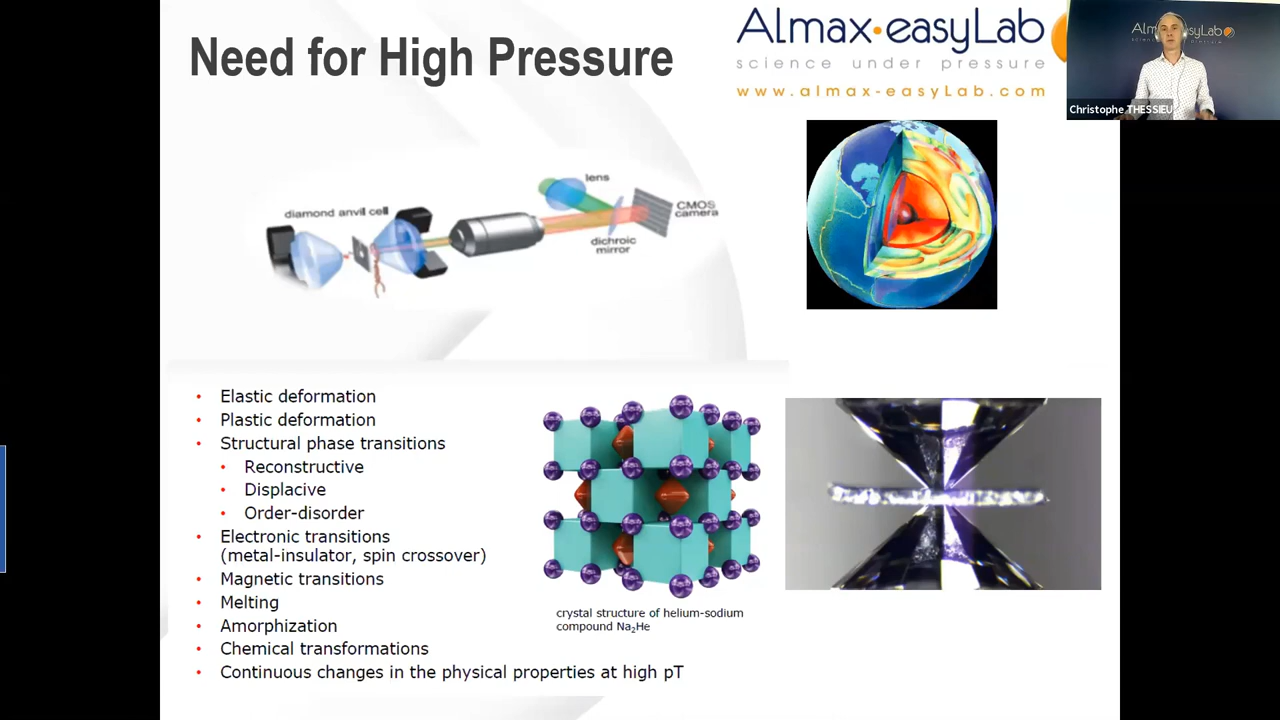 Need for High Pressure
Almax•easyLab
science under pressure
www.almax-easyLab.com
Almax easyLab
Christophe THESSIEU
lens
diamond anvil cell
CMOS
camera
dichroic
mirror
• Elastic deformation
• Plastic deformation
• Structural phase transitions
• Reconstructive
• Displacive
• Order-disorder
• Electronic transitions
(metal-insulator, spin crossover)
• Magnetic transitions
• Melting
• Amorphization
• Chemical transformations
• Continuous changes in the physical properties at high pT
crystal structure of helium-sodium
compound Na₂He